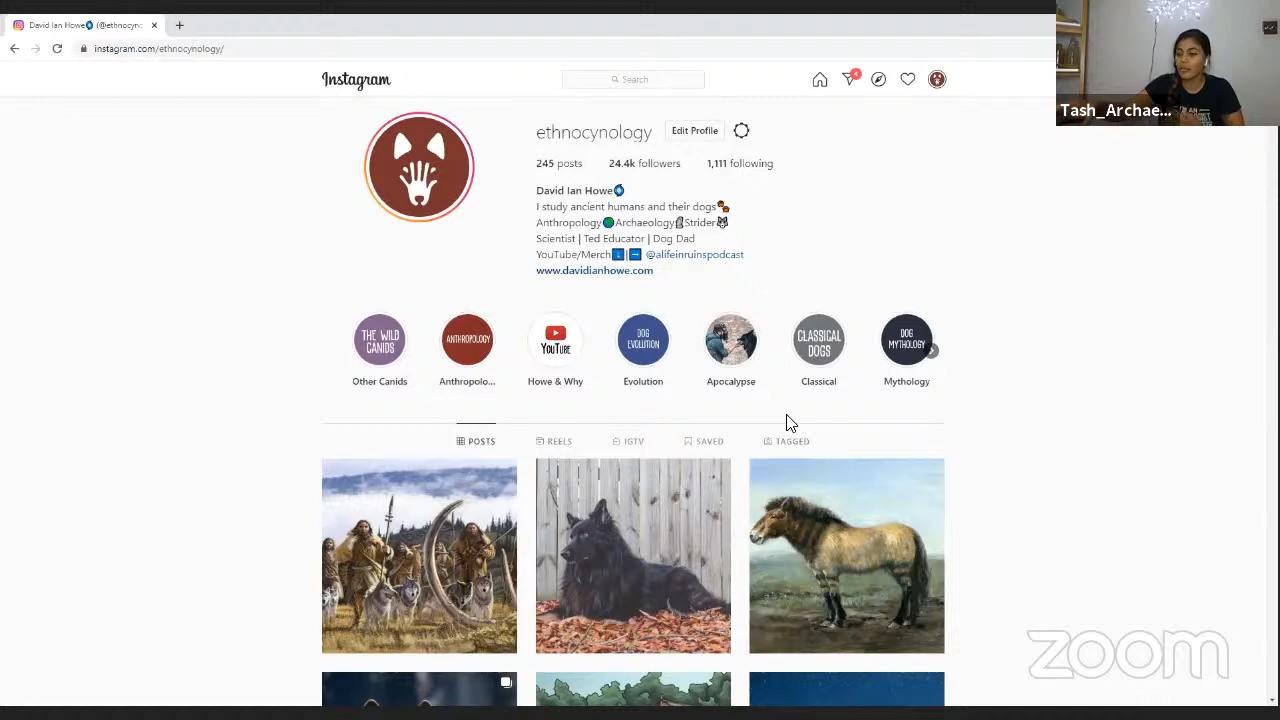 David Ian Howe (@ethnocyno
instagram.com/ethnocynology/
Instagram
Search
4
ethnocynology
Edit Profile
245 posts 24.4k followers 1,111 following
David Ian Howe
I study ancient humans and their dogs
Anthropology Archaeology Strider
Scientist | Ted Educator | Dog Dad
YouTube/Merch | @alifeinruinspodcast
www.davidianhowe.com
THE WILD CANIDS
ANTHROPOLOGY
YouTube
DOG EVOLUTION
CLASSICAL DOGS
DOG MYTHOLOGY
Other Canids
Anthropolo...
Howe & Why
Evolution
Apocalypse
Classical
Mythology
POSTS
REELS
IGTV
SAVED
TAGGED
Tash_Archae...
I'M AN
zoom